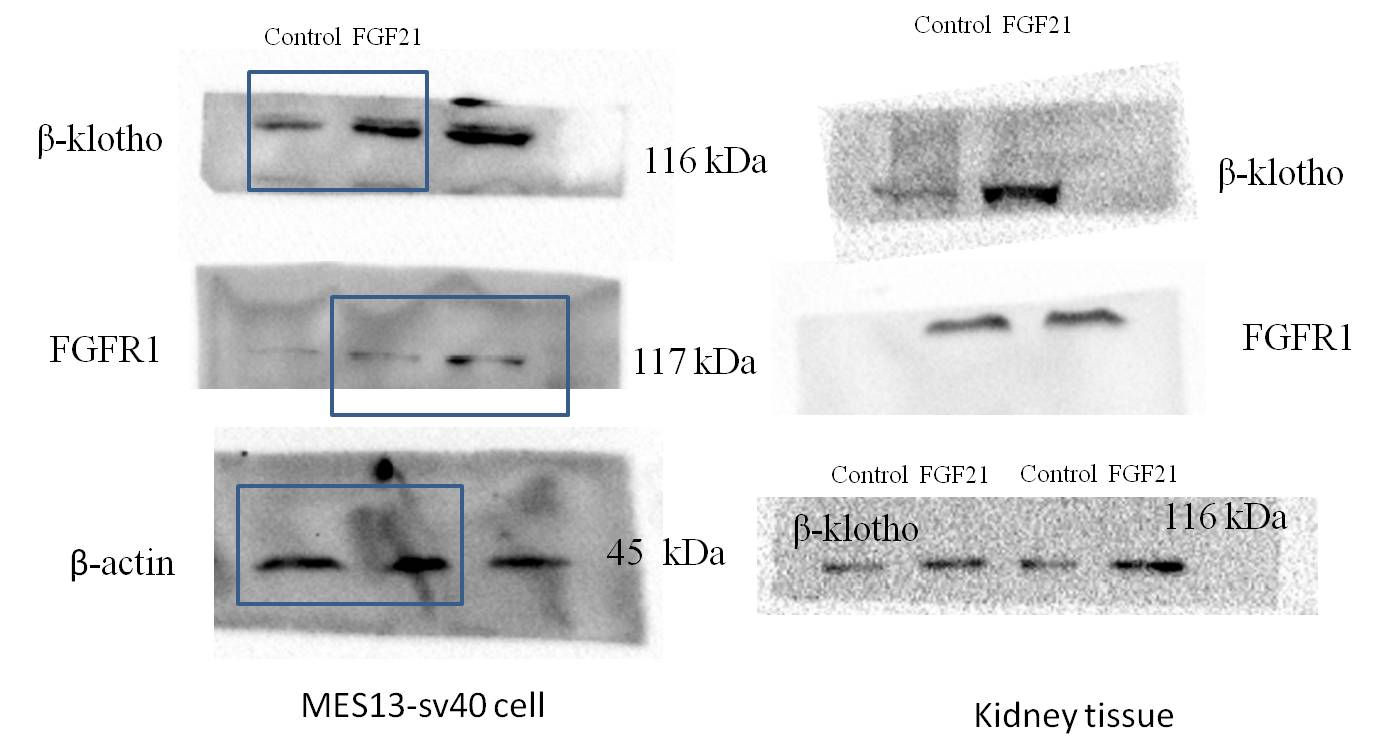 Control FGF21
β-klotho
116 kDa
FGFR1
117 kDa
β-actin
45 kDa
MES13-sv40 cell
Control FGF21
β-klotho
FGFR1
Control FGF21 Control FGF21
β-klotho
116 kDa
Kidney tissue